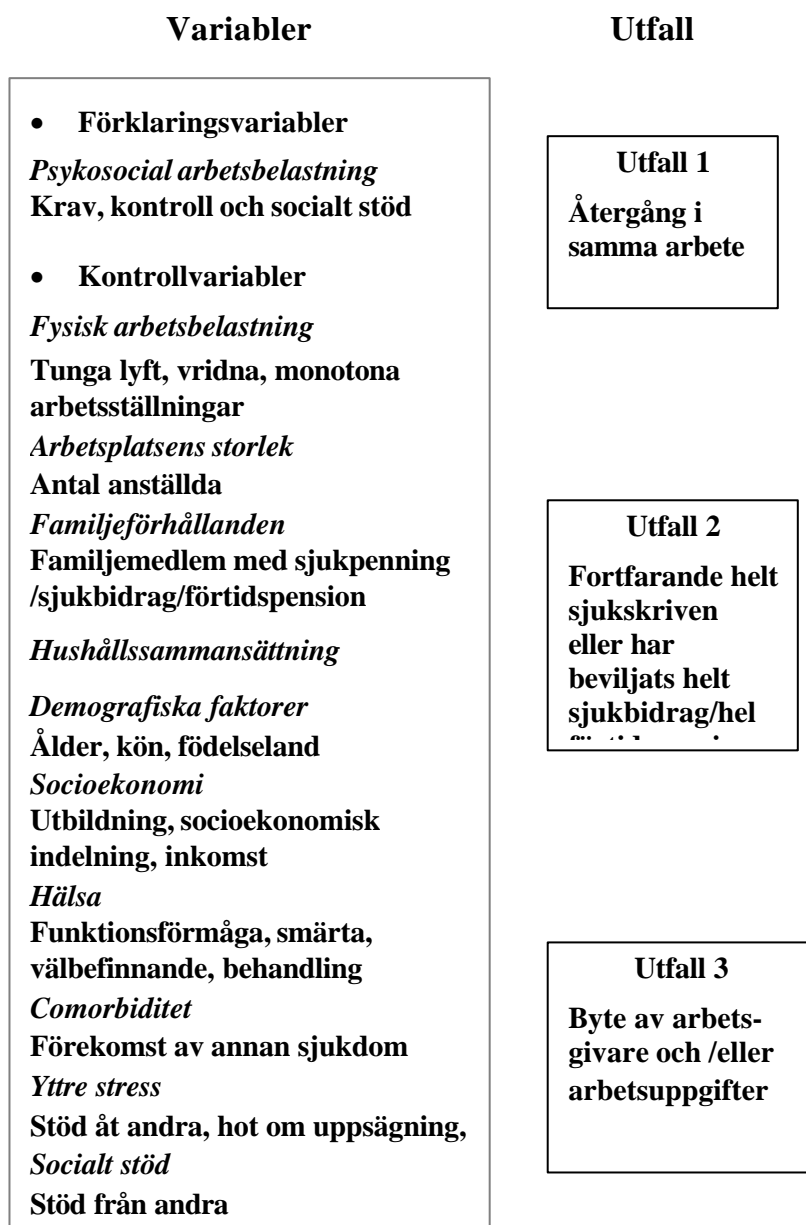 Variabler
Utfall
• Förklaringsvariabler
Psykosocial arbetsbelastning
Krav, kontroll och socialt stöd
• Kontrollvariabler
Fysisk arbetsbelastning
Tunga lyft, vridna, monotona
arbetsställningar
Arbetsplatsens storlek
Antal anställda
Familjeförhållanden
Familjemedlem med sjukpenning
/sjukbidrag/förtidspension
Hushållssammansättning
Demografiska faktorer
Ålder, kön, födelseland
Socioekonomi
Utbildning, socioekonomisk
indelning, inkomst
Hälsa
Funktionsförmåga, smärta,
välbefinnande, behandling
Comorbiditet
Förekomst av annan sjukdom
Yttre stress
Stöd åt andra, hot om uppsägning,
Socialt stöd
Stöd från andra
Utfall 1
Återgång i
samma arbete
Utfall 2
Fortfarande helt
sjukskriven
eller har
beviljats helt
sjukbidrag/hel
Utfall 3
Byte av arbets-
givare och /eller
arbetsuppgifter